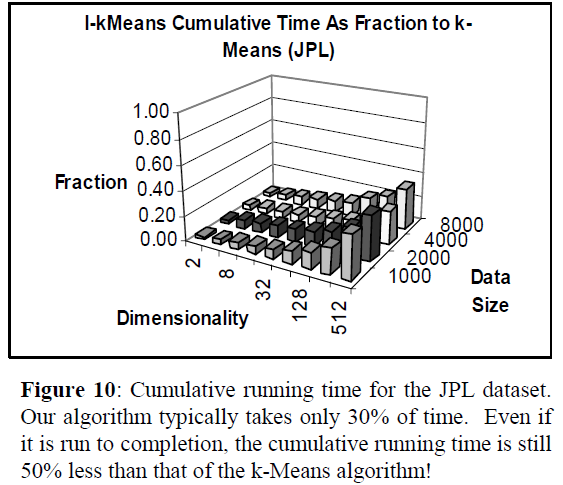 I-kMeans Cumulative Time As Fraction to k-
Means (JPL)
1.00
0.80
0.60
Fraction 0.40
0.20
0.00
2
8
32
128
512
Dimensionality
8000
4000
2000
1000
Data
Size
Figure 10: Cumulative running time for the JPL dataset.
Our algorithm typically takes only 30% of time. Even if
it is run to completion, the cumulative running time is still
50% less than that of the k-Means algorithm!